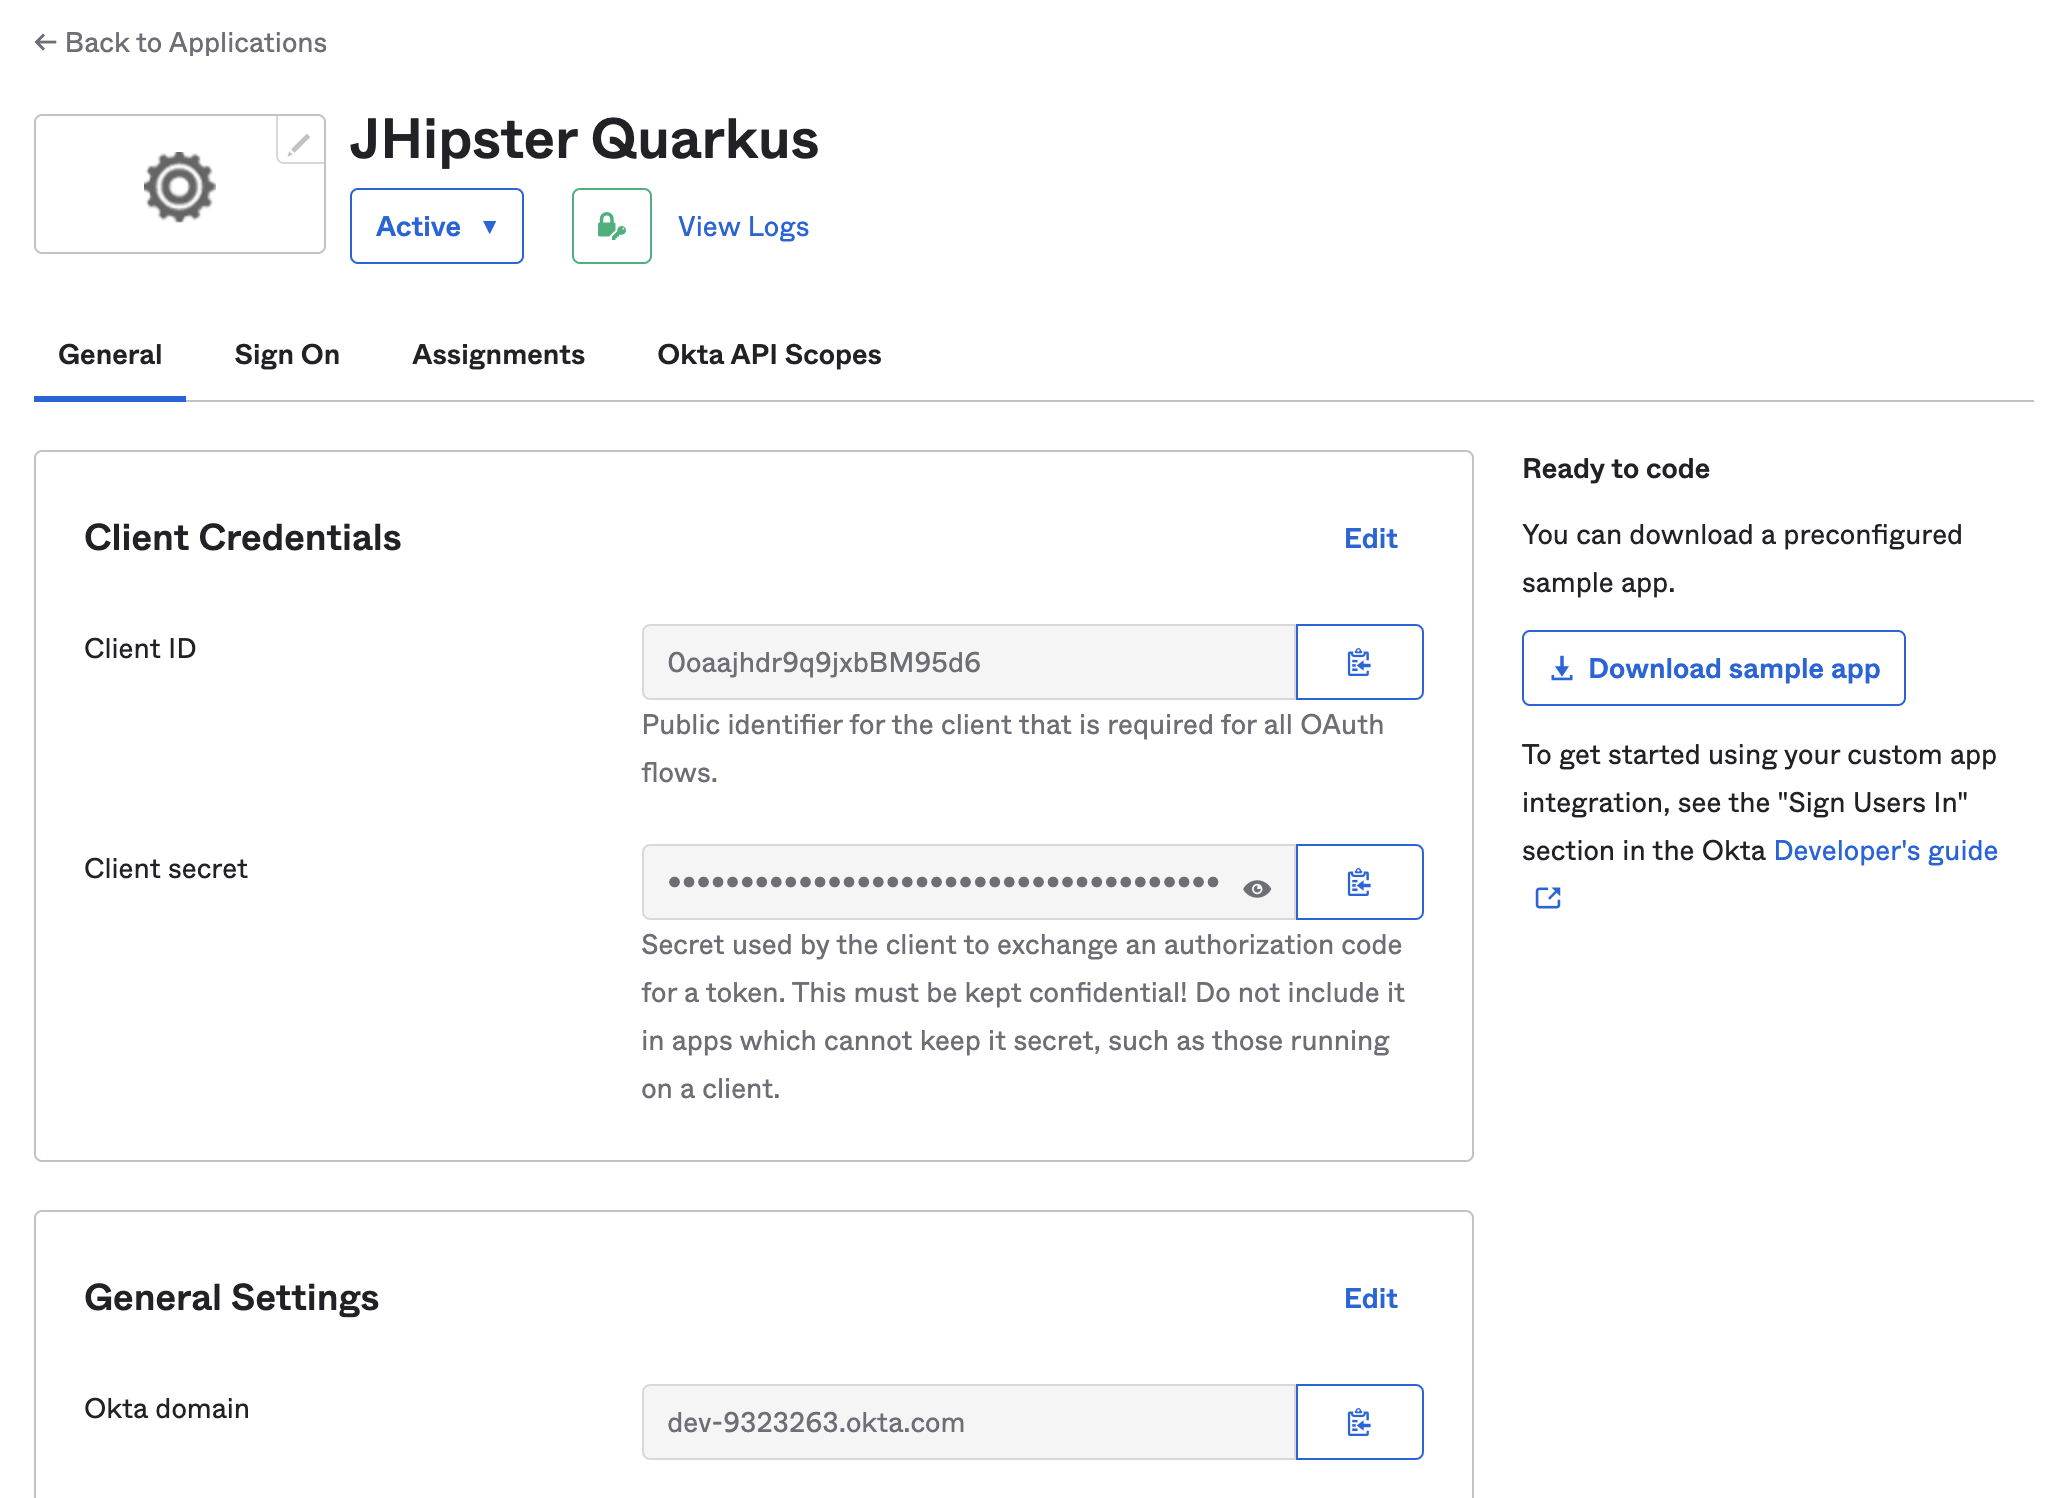 ← Back to Applications
JHipster Quarkus
Active ▼
View Logs
General Sign On Assignments Okta API Scopes
Client Credentials
Edit
Client ID
0oaajhdr9q9jxbBM95d6
Public identifier for the client that is required for all OAuth
flows.
Client secret
••••••••••••••••••••••••••••••••••••••
Secret used by the client to exchange an authorization code
for a token. This must be kept confidential! Do not include it
in apps which cannot keep it secret, such as those running
on a client.
General Settings
Edit
Okta domain
dev-9323263.okta.com
Ready to code
You can download a preconfigured
sample app.
Download sample app
To get started using your custom app
integration, see the "Sign Users In"
section in the Okta Developer's guide